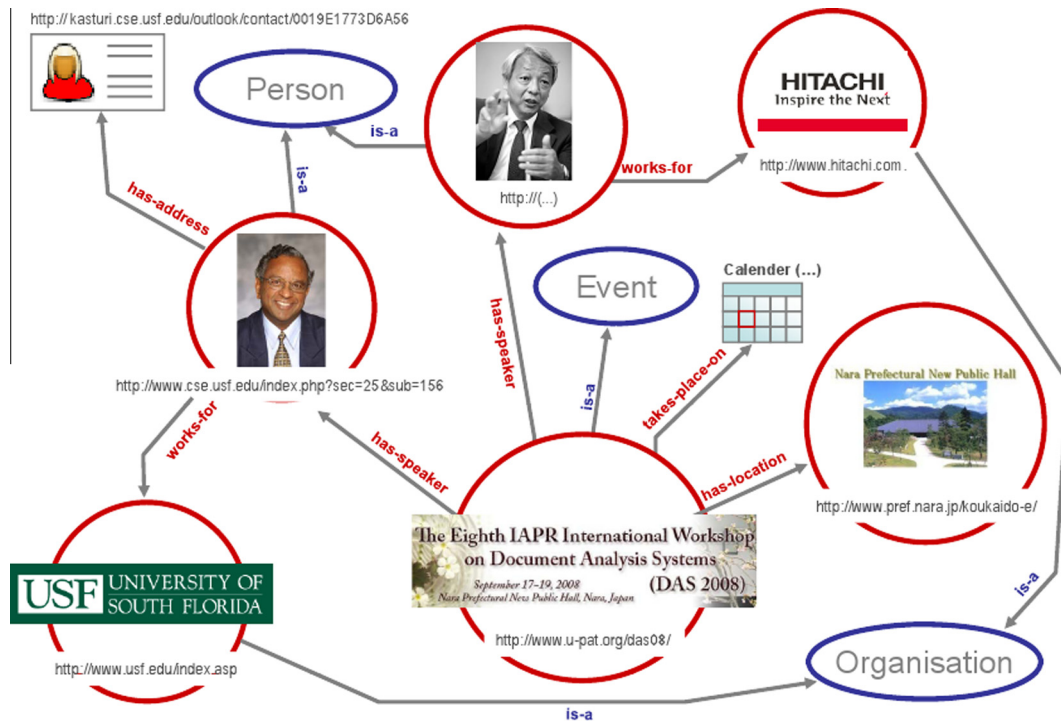 http://kasturi.cse.usf.edu/outlook/contact/0019E1773D6A56
Person
is-a
is-a
has-address
http://(...)
works-for
HITACHI
Inspire the Next
http://www.hitachi.com.
http://www.cse.usf.edu/index.php?sec=25&sub=156
has-speaker
Event
is-a
Calender (...)
takes-place-on
Nara Prefectural New Public Hall
http://www.pref.nara.jp/koukaido-e/
has-location
works-for
has-speaker
The Eighth IAPR International Workshop
on Document Analysis Systems
September 17-19, 2008
(DAS 2008)
Nara Prefectural New Public Hall, Nara, Japan
http://www.u-pat.org/das08/
USF UNIVERSITY OF
SOUTH FLORIDA
http://www.usf.edu/index.asp
is-a
Organisation
is-a